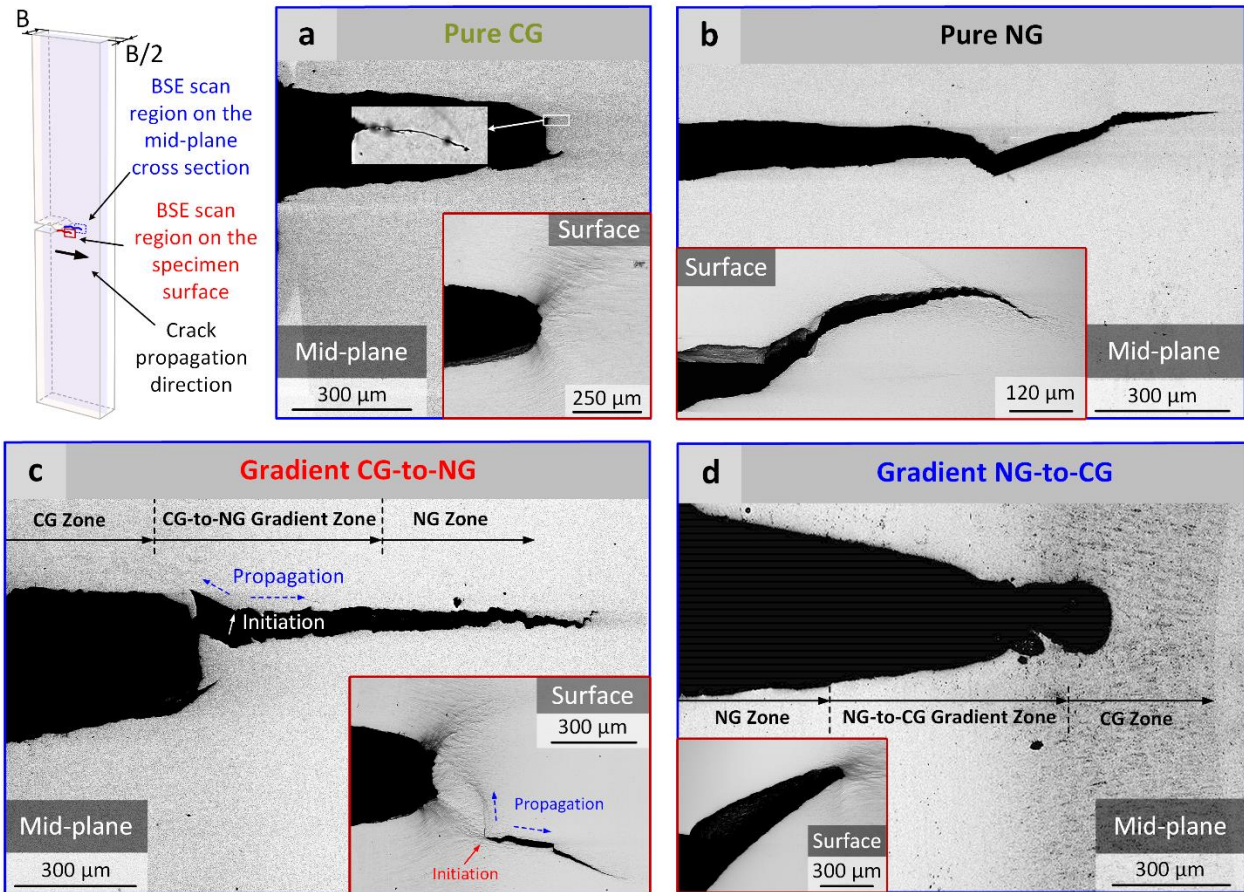 B
B/2
BSE scan
region on the
mid-plane
cross section
BSE scan
region on the
specimen
surface
Crack
propagation
direction
a
Pure CG
Surface
Mid-plane
300 µm
250 µm
b
Pure NG
Surface
120 µm
Mid-plane
300 µm
c
Gradient CG-to-NG
CG Zone
CG-to-NG Gradient Zone
NG Zone
Propagation
Initiation
Surface
300 µm
Propagation
Initiation
Mid-plane
300 µm
d
Gradient NG-to-CG
NG Zone
NG-to-CG Gradient Zone
CG Zone
Surface
300 µm
Mid-plane
300 µm